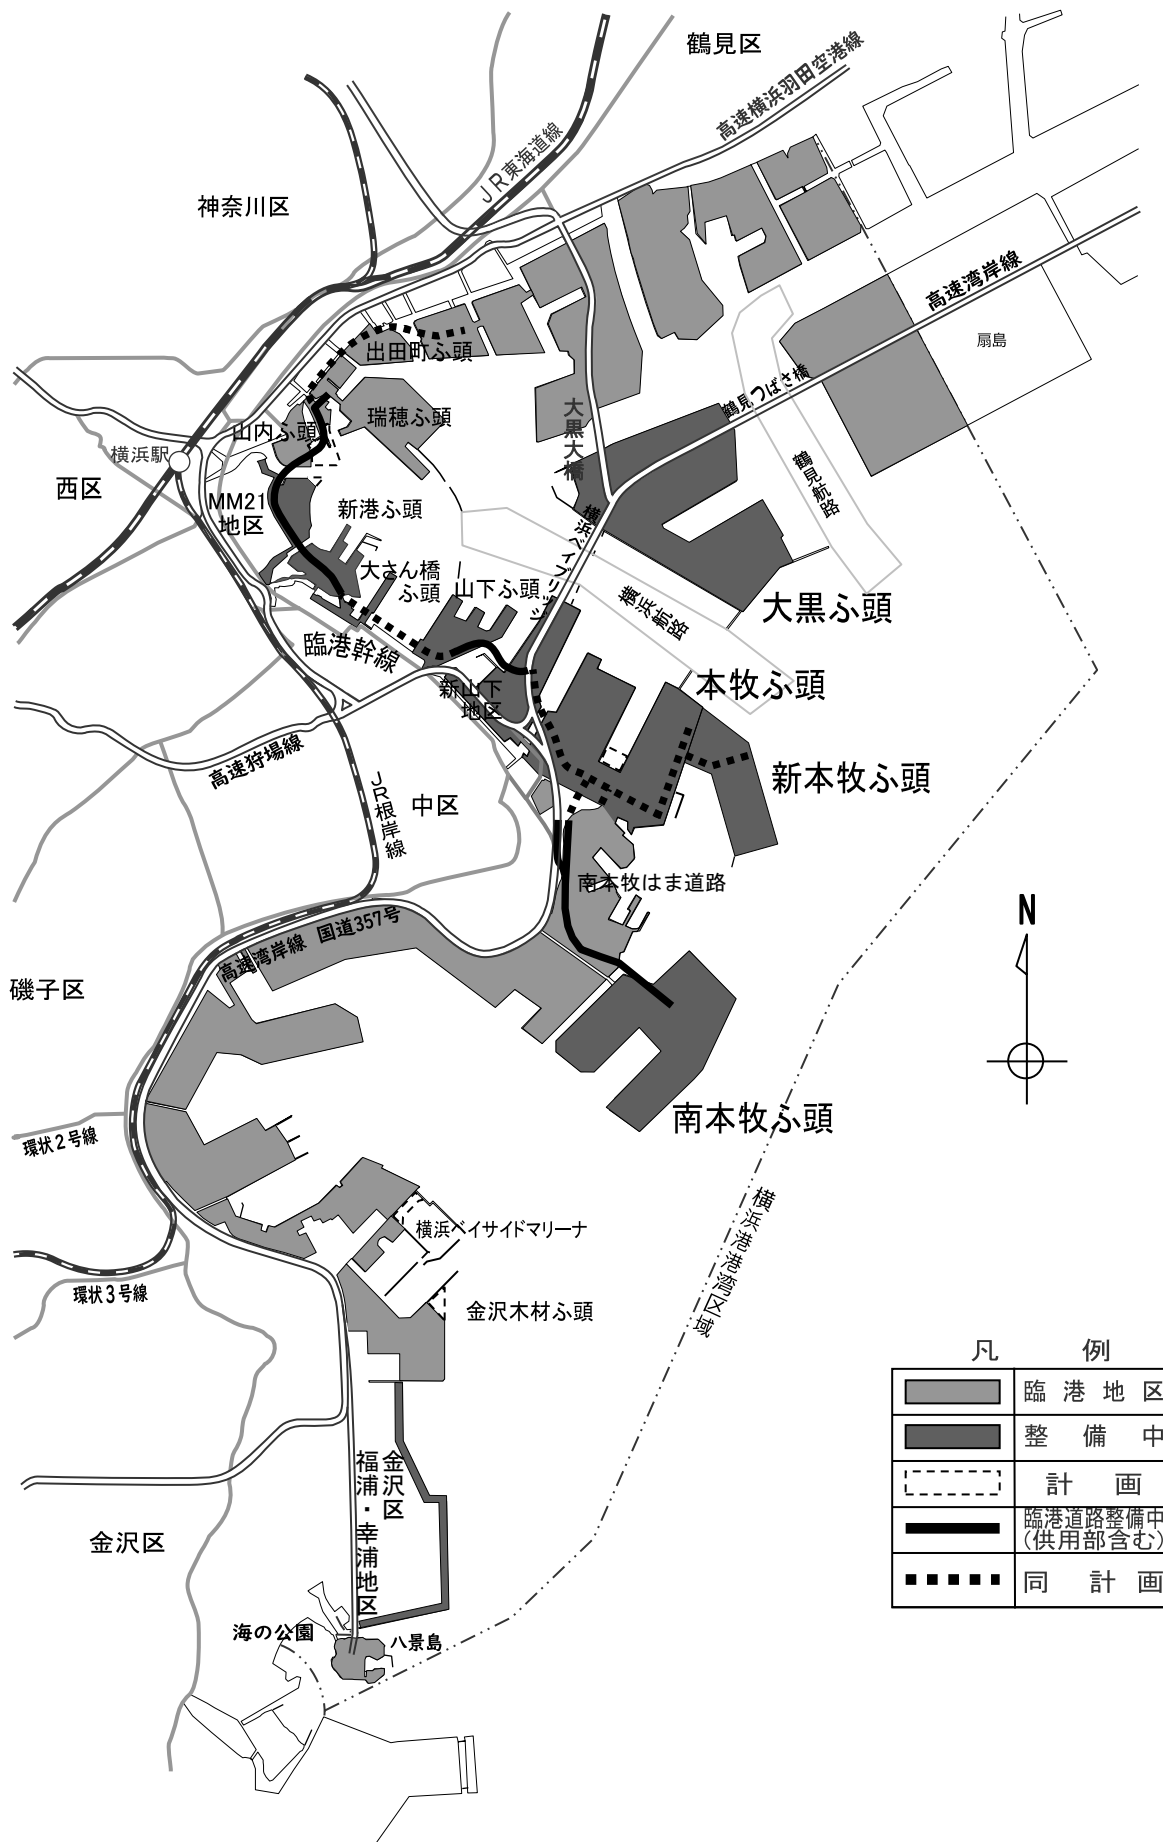 鶴見区
高速横浜羽田空港線
JR東海道線
神奈川区
高速湾岸線
扇島
出田町ふ頭
鶴見つばさ橋
大黒大橋
瑞穂ふ頭
山内ふ頭
横浜駅
西区
鶴見航路
MM21
地区
新港ふ頭
横浜ベイブリッジ
大さん橋
ふ頭
山下ふ頭
横浜航路
大黒ふ頭
臨港幹線
本牧ふ頭
新山下
地区
高速狩場線
新本牧ふ頭
JR根岸線
中区
南本牧はま道路
N
国道357号
高速湾岸線
磯子区
南本牧ふ頭
環状2号線
横浜港港湾区域
横浜ベイサイドマリーナ
環状3号線
金沢木材ふ頭
凡例
臨港地区
整備中
計画
臨港道路整備中
(供用部含む)
同計画
金沢区
福浦・幸浦地区
金沢区
海の公園
八景島